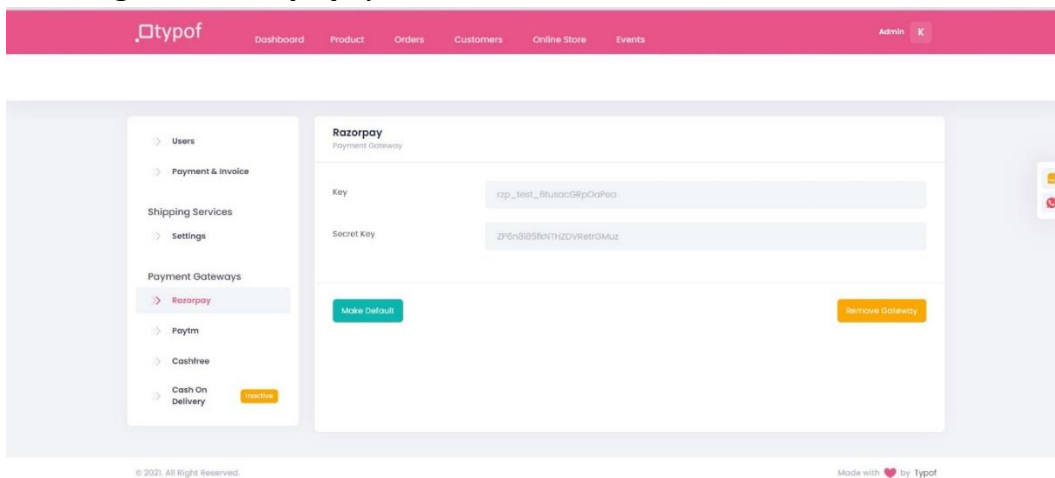 typof
Dashboard Product Orders Customers Online Store Events
Admin K
Users
Payment & Invoice
Shipping Services
Settings
Payment Gateways
Razorpay
Paytm
Cashfree
Cash On
Delivery
Inactive
Razorpay
Payment Gateway
Key
Secret Key
Make Default
Remove Gateway
© 2021. All Right Reserved.
Made with by Typof